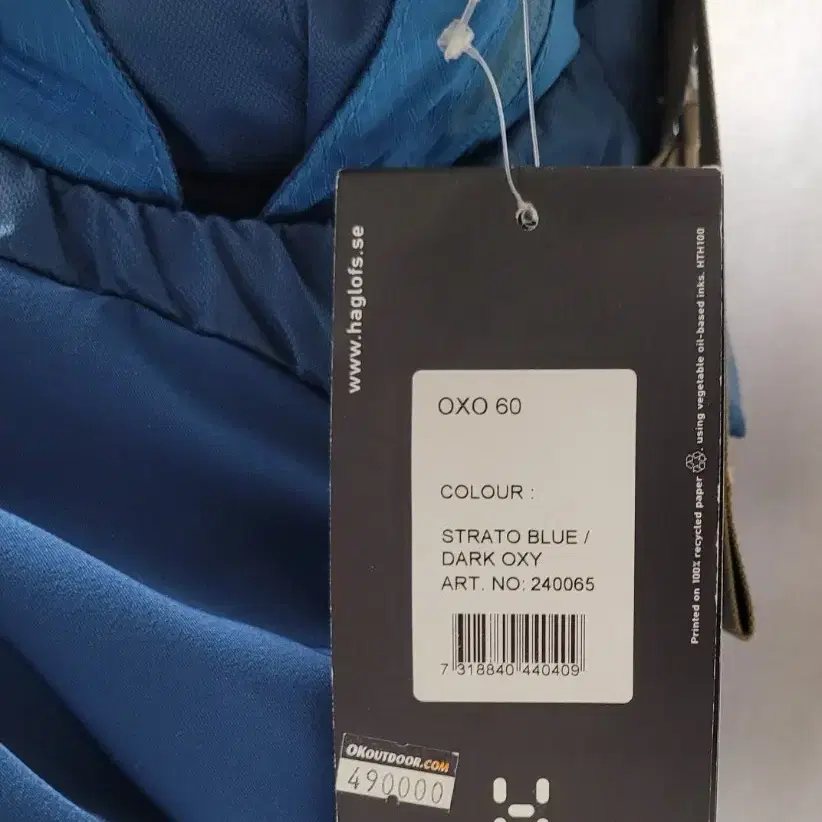 www.haglofs.se
OXO 60
COLOUR :
STRATO BLUE /
DARK OXY
ART. NO: 240065
7 318840 440409
Printed on 100% recycled paper, using vegetable oil-based inks. HTH100
OKOUTDOOR.COM
490000